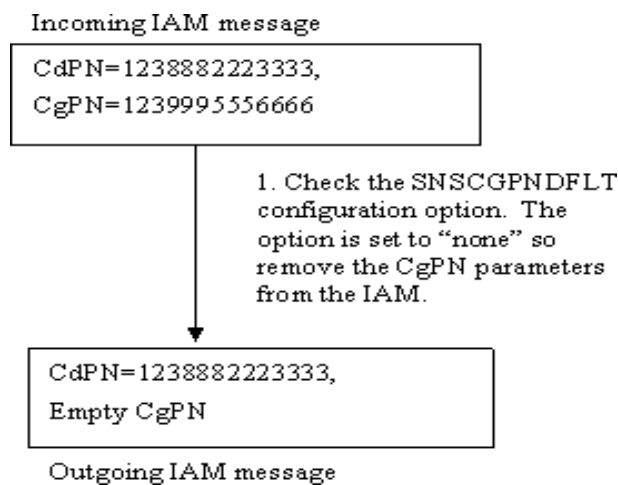 Incoming IAM message
CdPN=1238882223333,
CgPN=1239995556666
1. Check the SNSCGPNDFLT
configuration option. The
option is set to “none” so
remove the CgPN parameters
from the IAM.
CdPN=1238882223333,
Empty CgPN
Outgoing IAM message